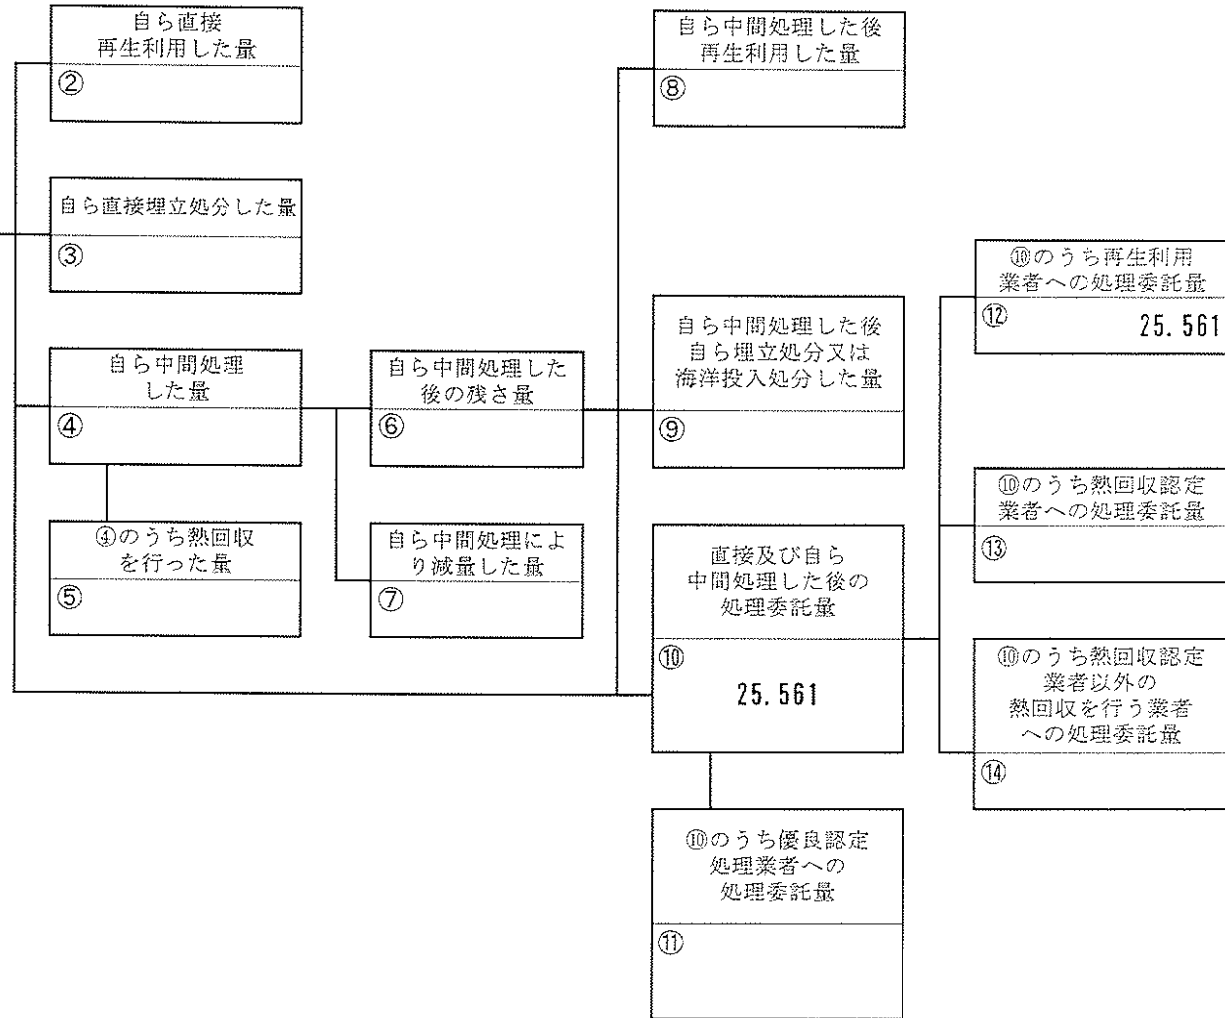 自ら直接
再生利用した量
②
自ら直接埋立処分した量
③
自ら中間処理
した量
④
④のうち熱回収
を行った量
⑤
自ら中間処理した
後の残さ量
⑥
自ら中間処理によ
り減量した量
⑦
自ら中間処理した後
再生利用した量
⑧
自ら中間処理した後
自ら埋立処分又は
海洋投入処分した量
⑨
直接及び自ら
中間処理した後の
処理委託量
⑩
25.561
⑩のうち優良認定
処理業者への
処理委託量
⑪
⑩のうち再生利用
業者への処理委託量
⑫
25.561
⑩のうち熱回収認定
業者への処理委託量
⑬
⑩のうち熱回収認定
業者以外の
熱回収を行う業者
への処理委託量
⑭